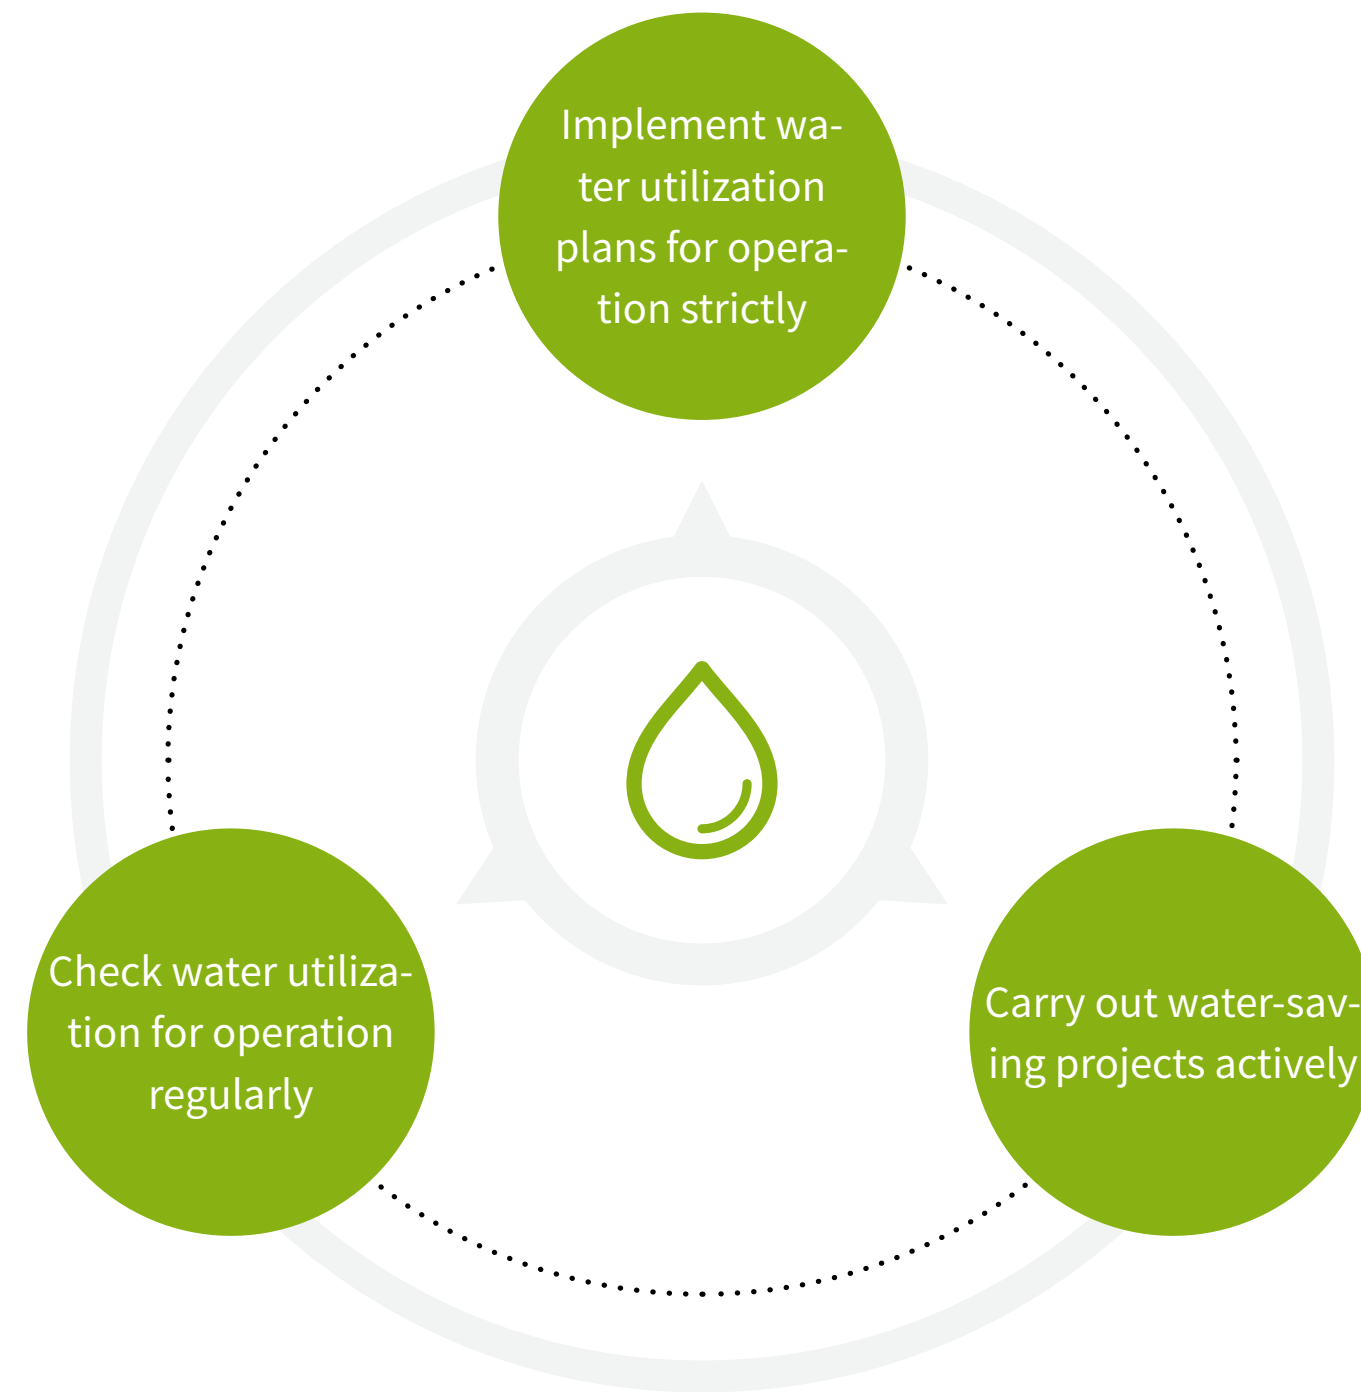 Implement wa-
ter utilization
plans for opera-
tion strictly
Check water utiliza-
tion for operation
regularly
Carry out water-sav-
ing projects actively